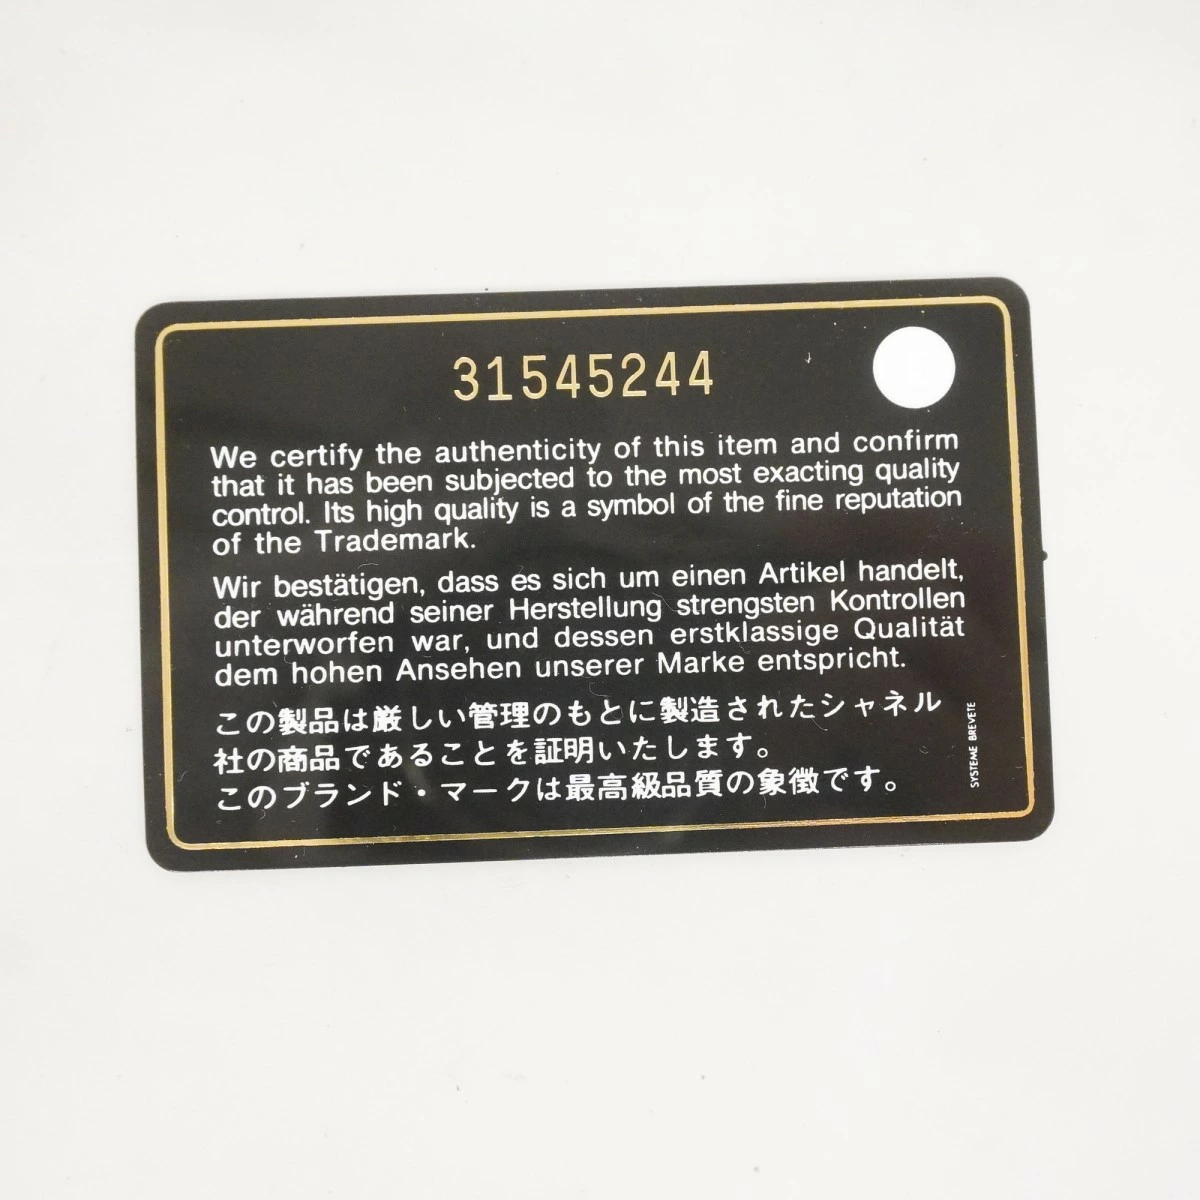 31545244
We certify the authenticity of this item and confirm
that it has been subjected to the most exacting quality
control. Its high quality is a symbol of the fine reputation
of the Trademark.
Wir bestätigen, dass es sich um einen Artikel handelt,
der während seiner Herstellung strengsten Kontrollen
unterworfen war, und dessen erstklassige Qualität
dem hohen Ansehen unserer Marke entspricht.
この製品は厳しい管理のもとに製造されたシャネル
社の商品であることを証明いたします。
このブランド・マークは最高級品質の象徴です。
SYSTEME BREVETE